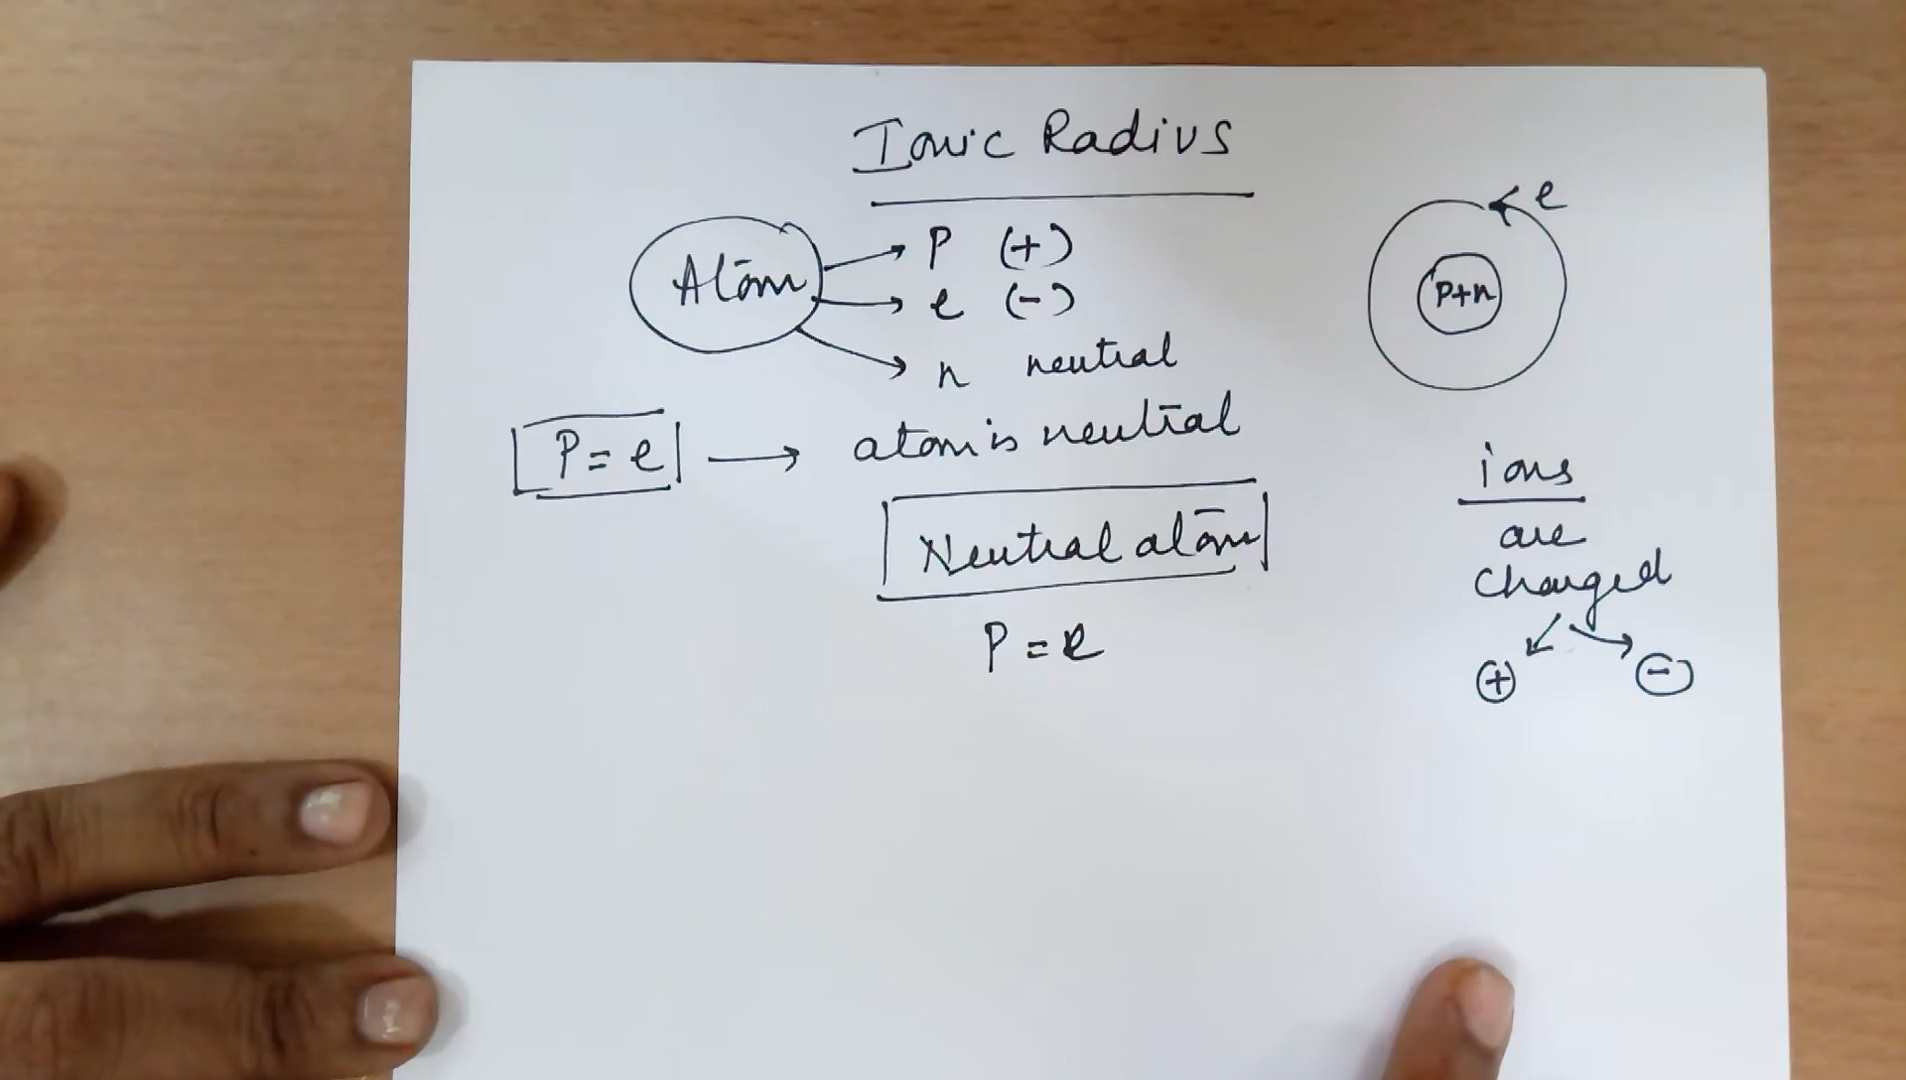 Ionic Radius
Atom
P (+)
e (-)
n neutral
e
P+n
P = e → atom is neutral
Neutral atom
P = e
ions
are
charged
+
-